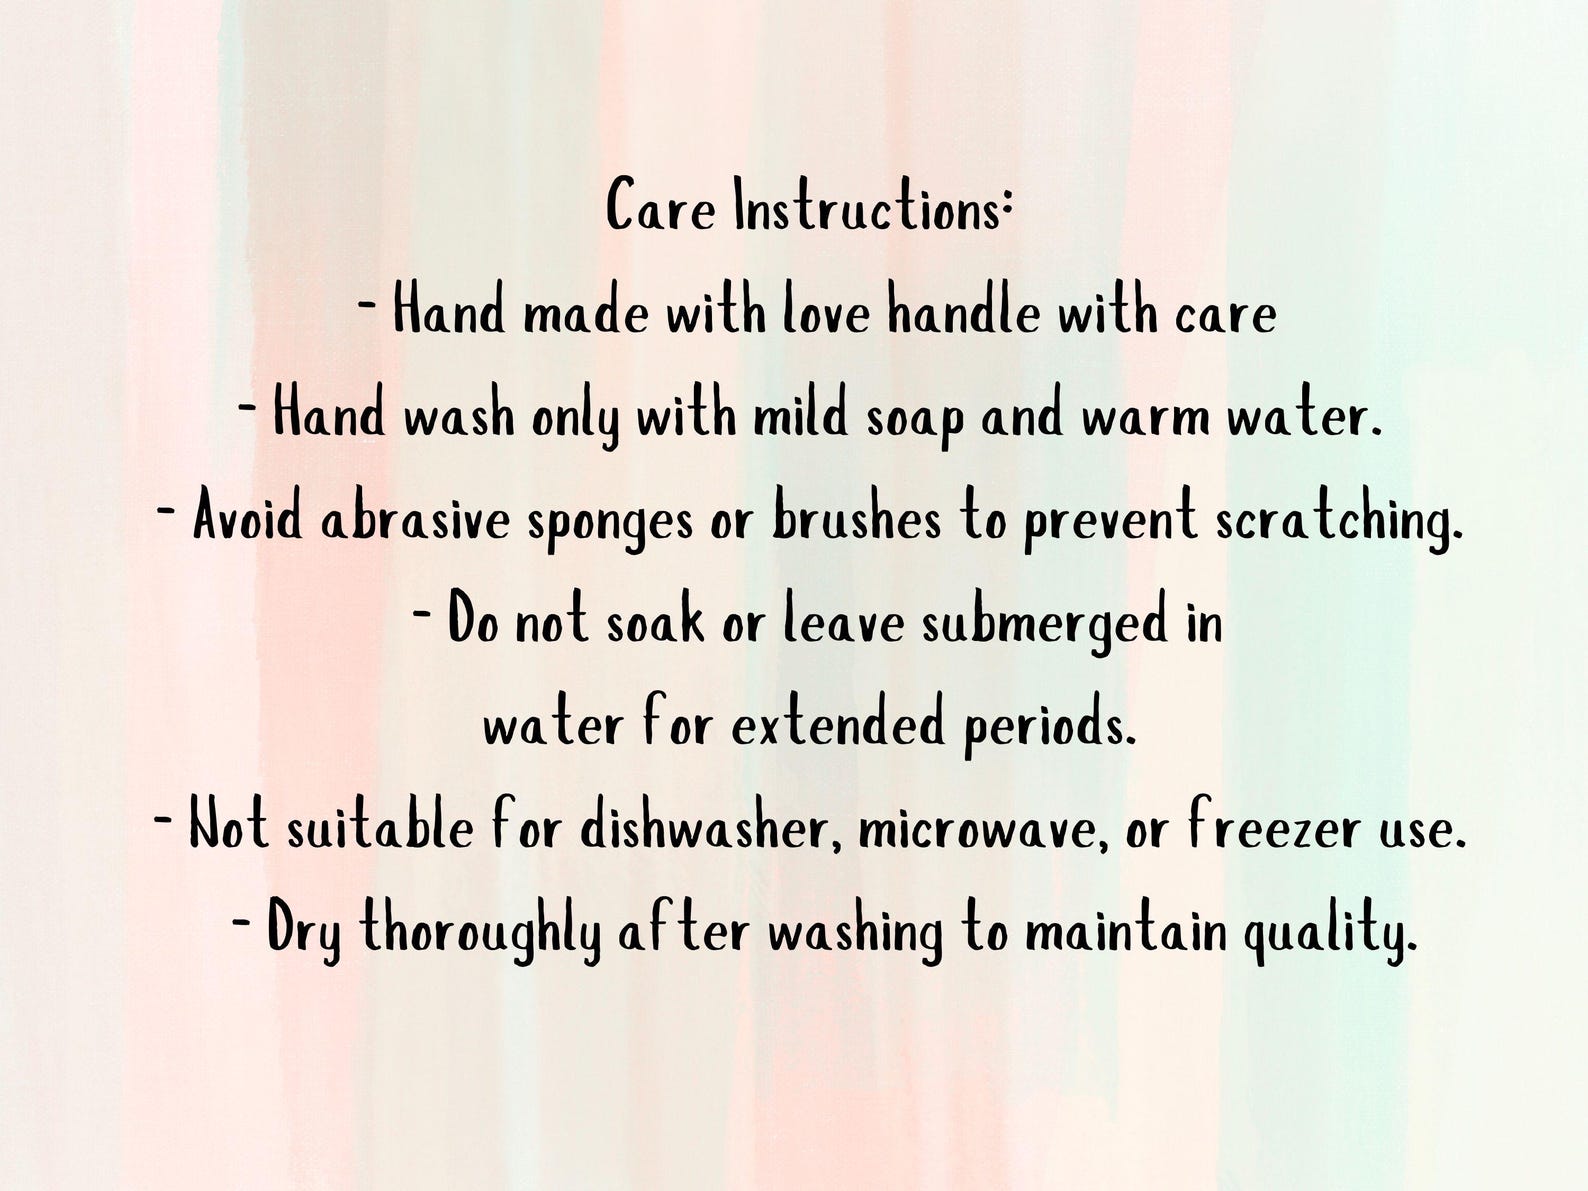 Care Instructions:
- Hand made with love handle with care
- Hand wash only with mild soap and warm water.
- Avoid abrasive sponges or brushes to prevent scratching.
- Do not soak or leave submerged in
water for extended periods.
- Not suitable for dishwasher, microwave, or freezer use.
- Dry thoroughly after washing to maintain quality.